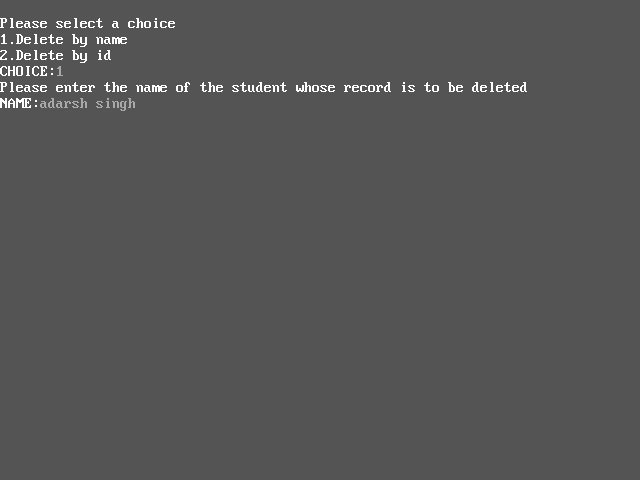 Please select a choice
1.Delete by name
2.Delete by id
CHOICE:1
Please enter the name of the student whose record is to be deleted
NAME:adarsh singh